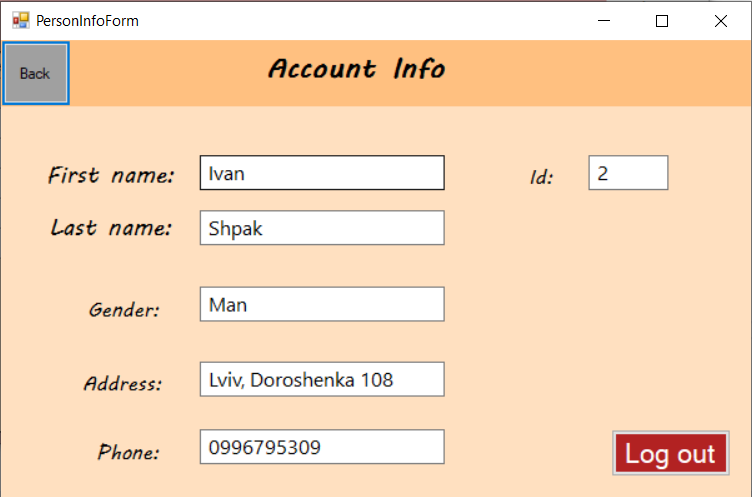 PersonInfoForm
Back
Account Info
First name: Ivan
Id: 2
Last name: Shpak
Gender: Man
Address: Lviv, Doroshenka 108
Phone: 0996795309
Log out